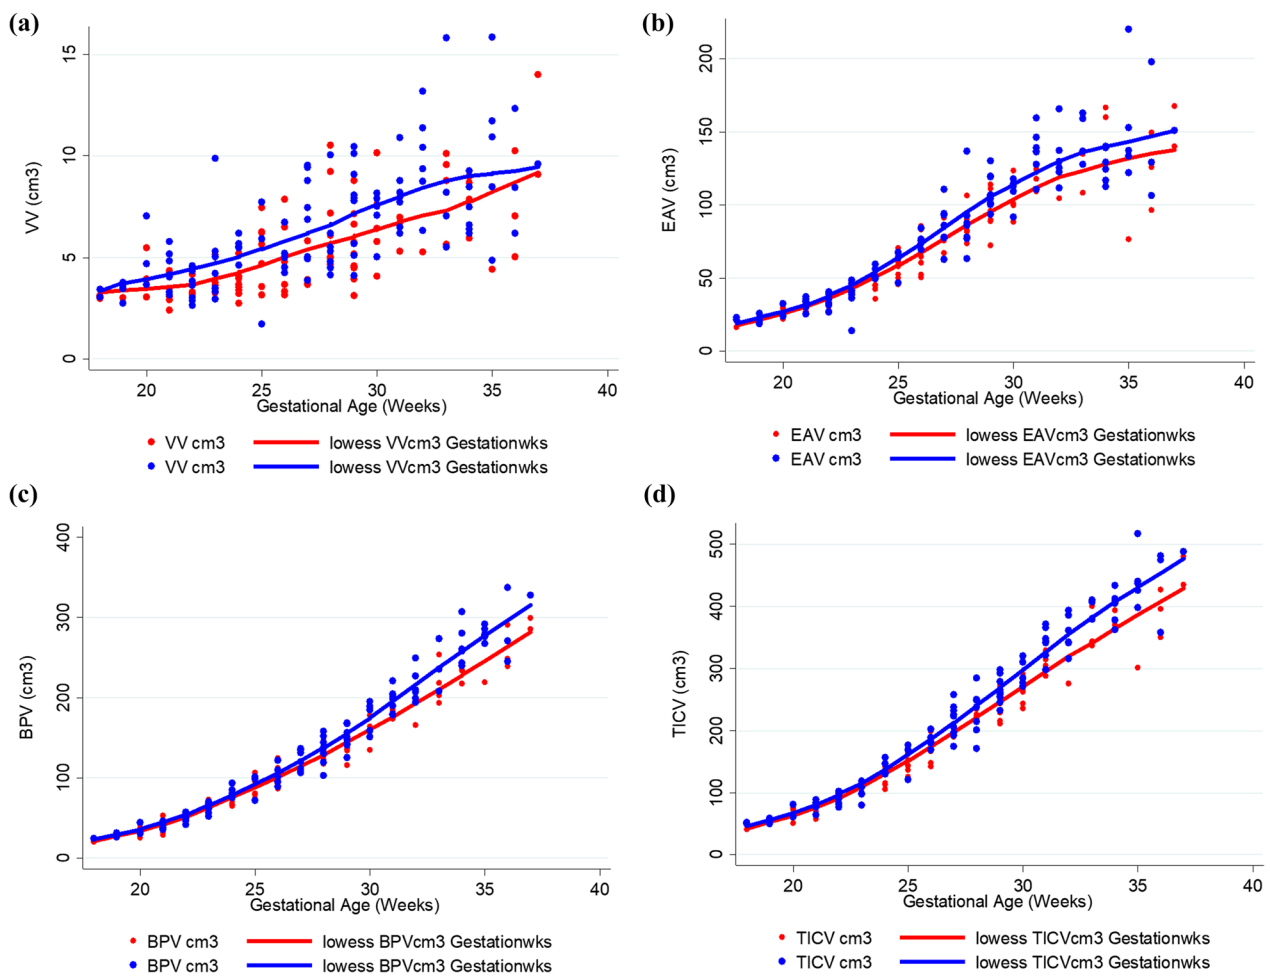 (a)
VV (cm3)
15
10
5
0
20 25 30 35 40
Gestational Age (Weeks)
VV cm3 lowess VVcm3 Gestationwks
VV cm3 lowess VVcm3 Gestationwks
(b)
EAV (cm3)
200
150
100
50
0
20 25 30 35 40
Gestational Age (Weeks)
EAV cm3 lowess EAVcm3 Gestationwks
EAV cm3 lowess EAVcm3 Gestationwks
(c)
BPV (cm3)
400
300
200
100
0
20 25 30 35 40
Gestational Age (Weeks)
BPV cm3 lowess BPVcm3 Gestationwks
BPV cm3 lowess BPVcm3 Gestationwks
(d)
TICV (cm3)
500
400
300
200
100
0
20 25 30 35 40
Gestational Age (Weeks)
TICV cm3 lowess TICVcm3 Gestationwks
TICV cm3 lowess TICVcm3 Gestationwks